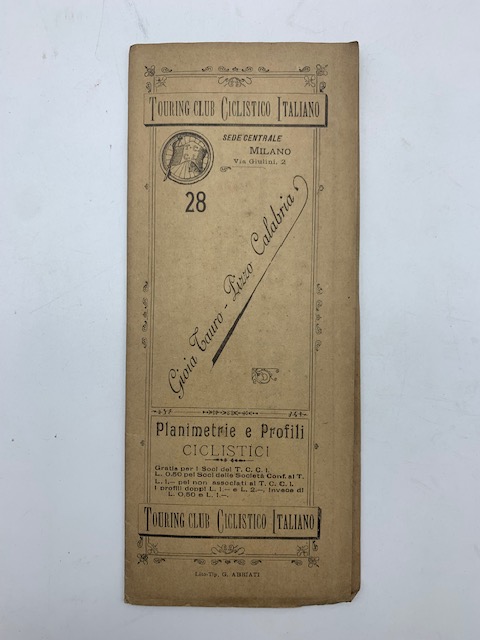 TOURING CLUB CICLISTICO ITALIANO
SEDE CENTRALE
MILANO
Via Giulini, 2
28
Gioia Tauro - Pizzo Calabria
Planimetrie e Profili
CICLISTICI
Gratis per i Soci del T. C. C. I.
L. 0.50 pei Soci delle Società Conf. al T.
L. 1.- pei non associati al T. C. C. I.
I profili doppi L. 1.- e L. 2.-, invece di
L. 0.50 e L. 1.-.
TOURING CLUB CICLISTICO ITALIANO
Lito-Tip. G. ABBIATI